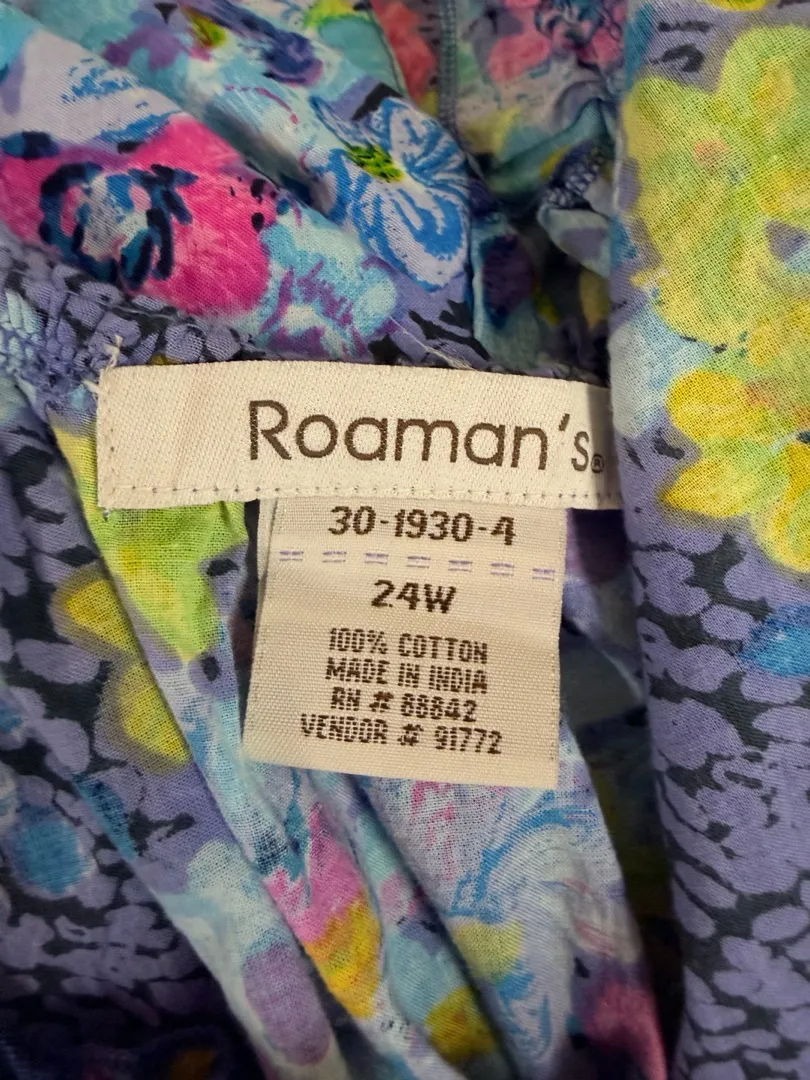 Roaman's®
30-1930-4
24W
100% COTTON
MADE IN INDIA
RN # 88842
VENDOR # 91772